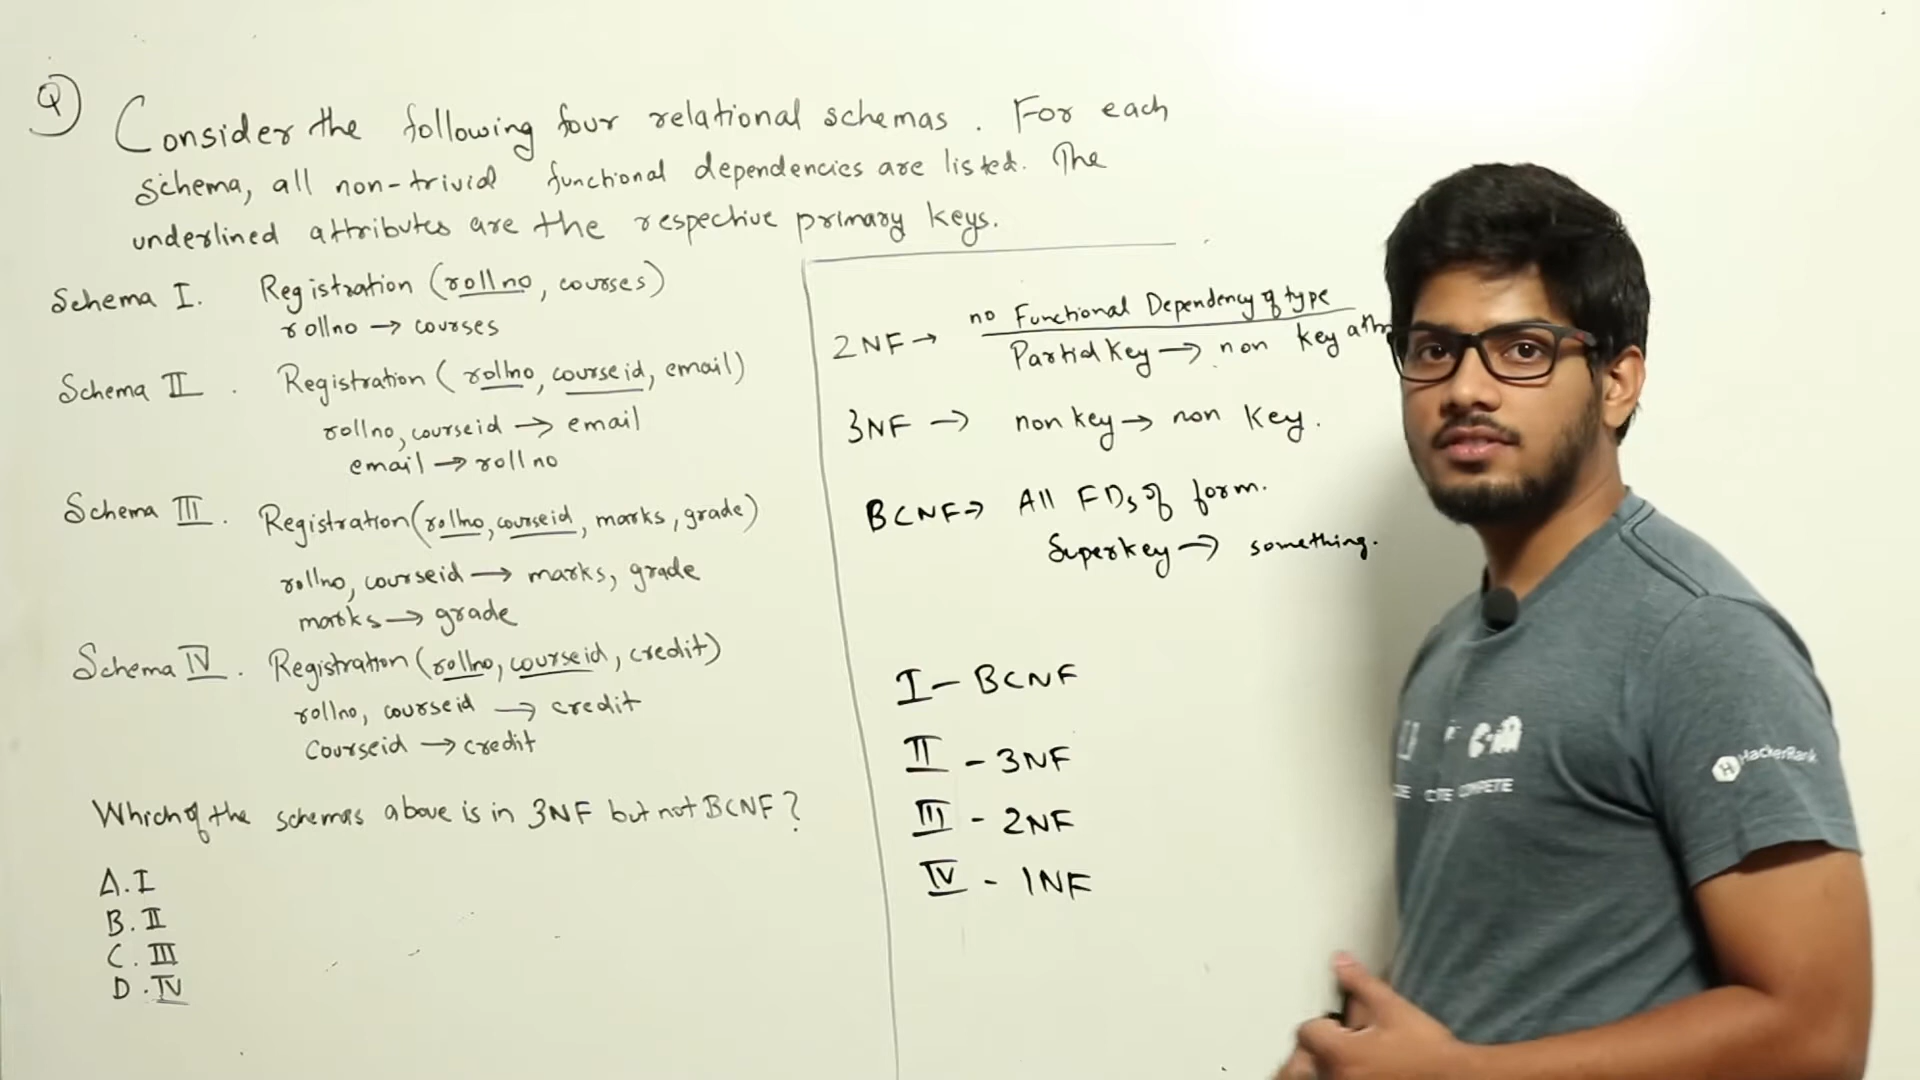 Q) Consider the following four relational schemas. For each
schema, all non-trivial functional dependencies are listed. The
underlined attributes are the respective primary keys.
Schema I. Registration (rollno, courses)
rollno → courses
Schema II. Registration (rollno, courseid, email)
rollno, courseid → email
email → rollno
Schema III. Registration (rollno, courseid, marks, grade)
rollno, courseid → marks, grade
marks → grade
Schema IV. Registration (rollno, courseid, credit)
rollno, courseid → credit
Courseid → credit
Which of the schemas above is in 3NF but not BCNF?
A. I
B. II
C. III
D. IV
2NF → no Functional Dependency of type
Partial Key → non key attr
3NF → non key → non key.
BCNF → All FDs of form.
Superkey → something.
I - BCNF
II - 3NF
III - 2NF
IV - 1NF
HackerRank
COMPETE